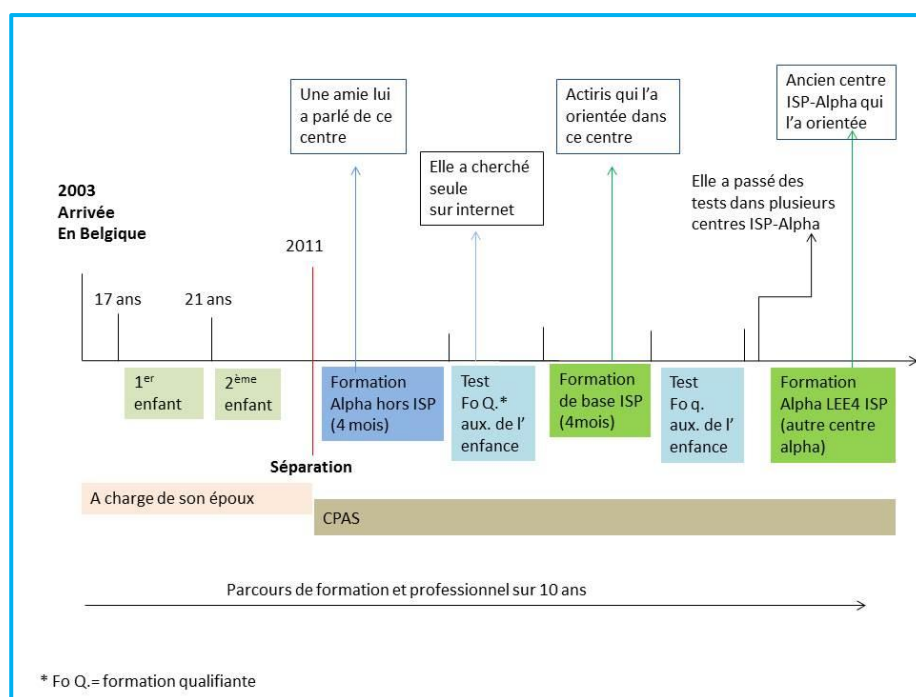 Une amie lui
a parlé de ce
centre
Actiris qui l'a
orientée dans
ce centre
Ancien centre
ISP-Alpha qui
l'a orientée
Elle a cherché
seule
sur internet
Elle a passé des
tests dans plusieurs
centres ISP-Alpha
2003
Arrivée
En Belgique
2011
17 ans
21 ans
1er
enfant
2ème
enfant
Formation
Alpha hors ISP
(4 mois)
Test
Fo Q.*
aux. de l'
enfance
Formation
de base ISP
(4mois)
Test
Fo q.
aux. de l'
enfance
Formation
Alpha LEE4 ISP
(autre centre
alpha)
Séparation
A charge de son époux
CPAS
Parcours de formation et professionnel sur 10 ans
* Fo Q.= formation qualifiante